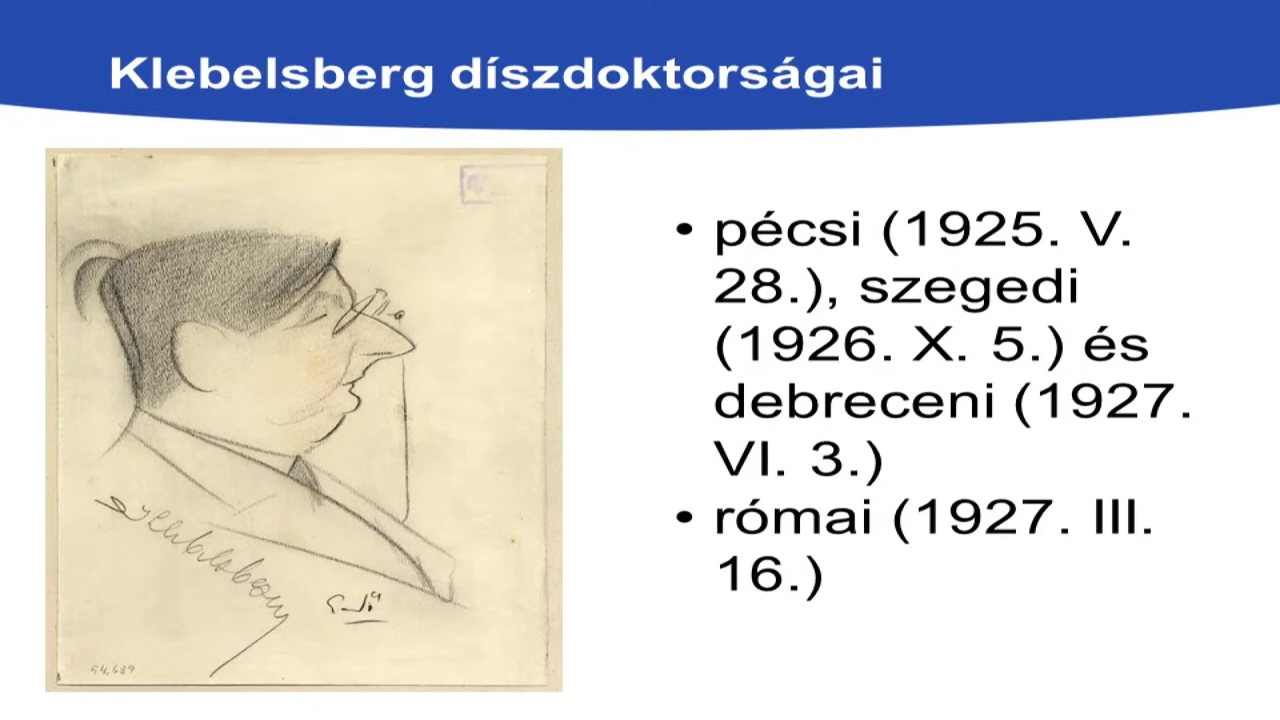 Klebelsberg díszdoktorságai
• pécsi (1925. V.
28.), szegedi
(1926. X. 5.) és
debreceni (1927.
VI. 3.)
• római (1927. III.
16.)
Klebelsberg